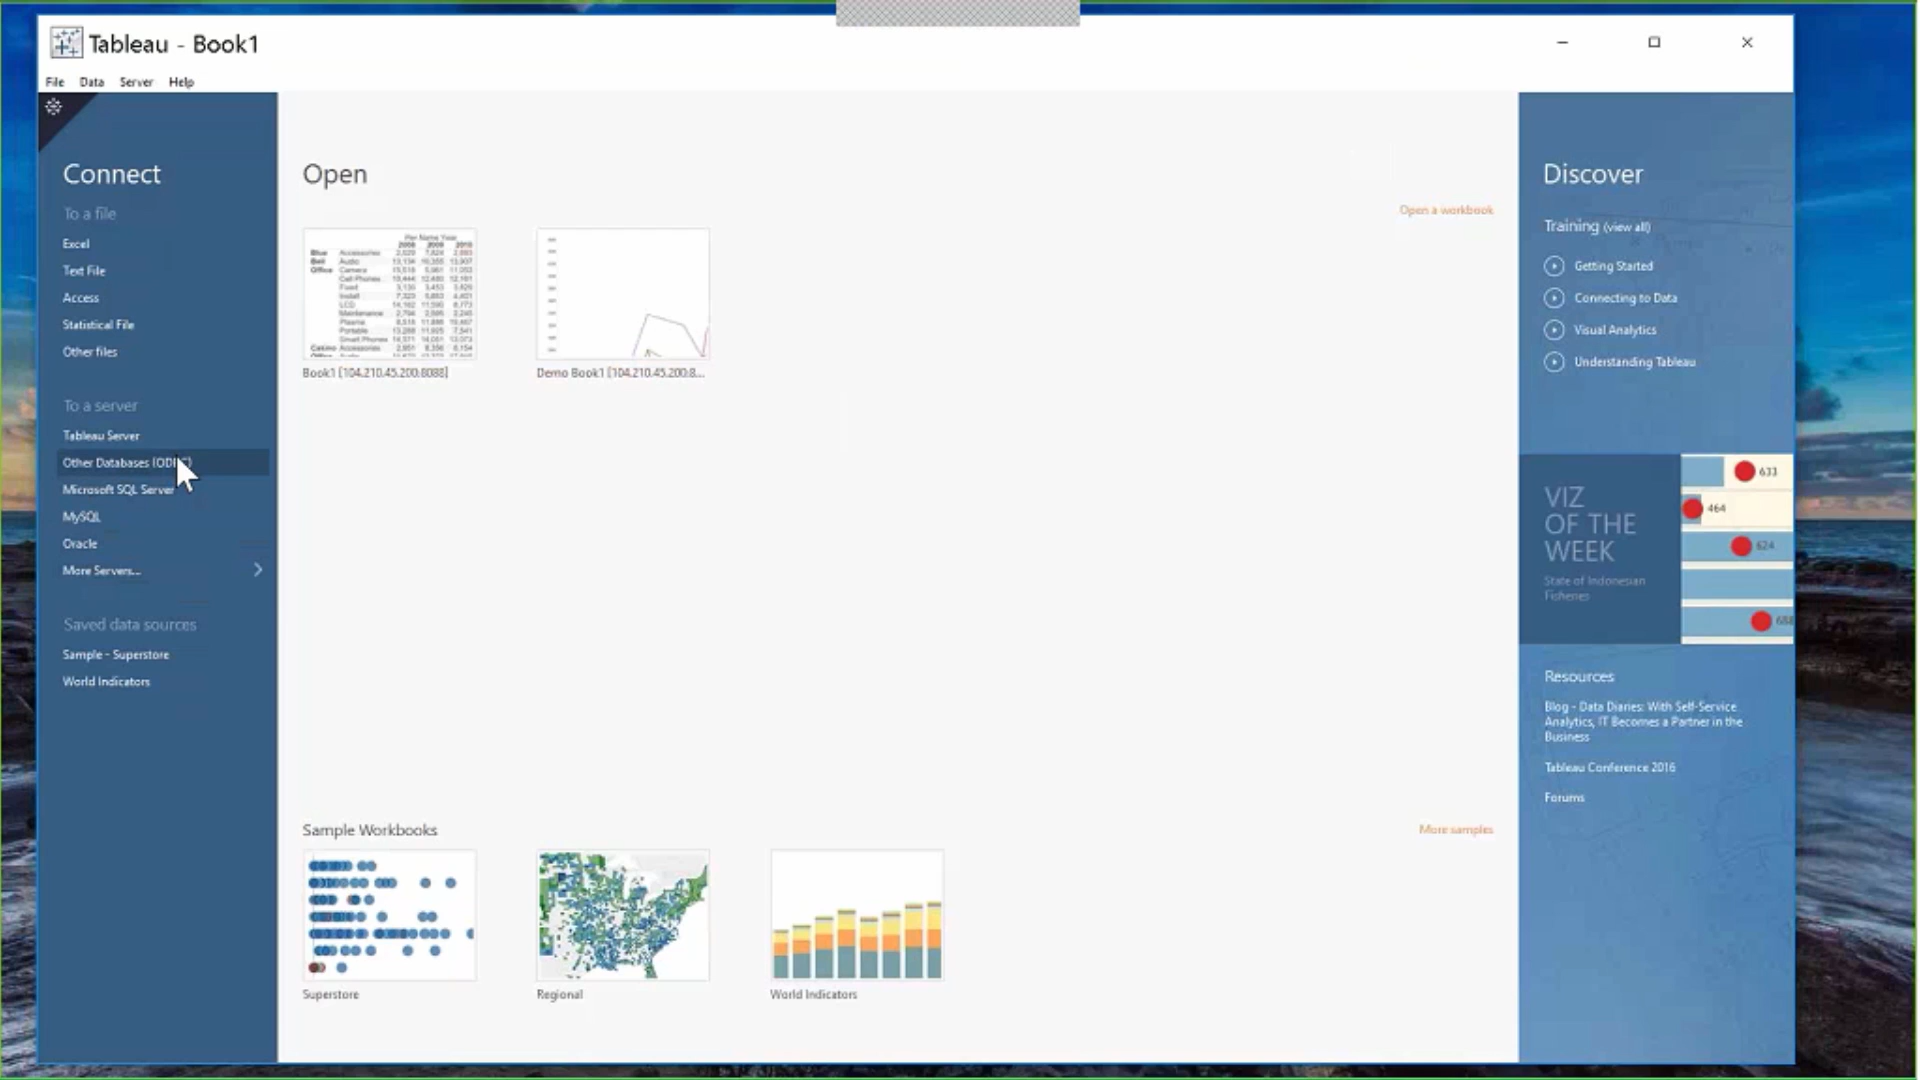 Tableau - Book1
File Data Server Help
Connect
To a file
Excel
Text File
Access
Statistical File
Other files
To a server
Tableau Server
Other Databases (OD
Microsoft SQL Server
MySQL
Oracle
More Servers...
Saved data sources
Sample - Superstore
World Indicators
Open
Open a workbook
Book1 [104.210.45.200:8088]
Demo Book1 [104.210.45.200:8...
Sample Workbooks
More samples
Superstore
Regional
World Indicators
Discover
Training (view all)
Getting Started
Connecting to Data
Visual Analytics
Understanding Tableau
VIZ
OF THE
WEEK
State of Indonesian
Fisheries
633
464
624
Resources
Blog - Data Diaries: With Self-Service
Analytics, IT Becomes a Partner in the
Business
Tableau Conference 2016
Forums